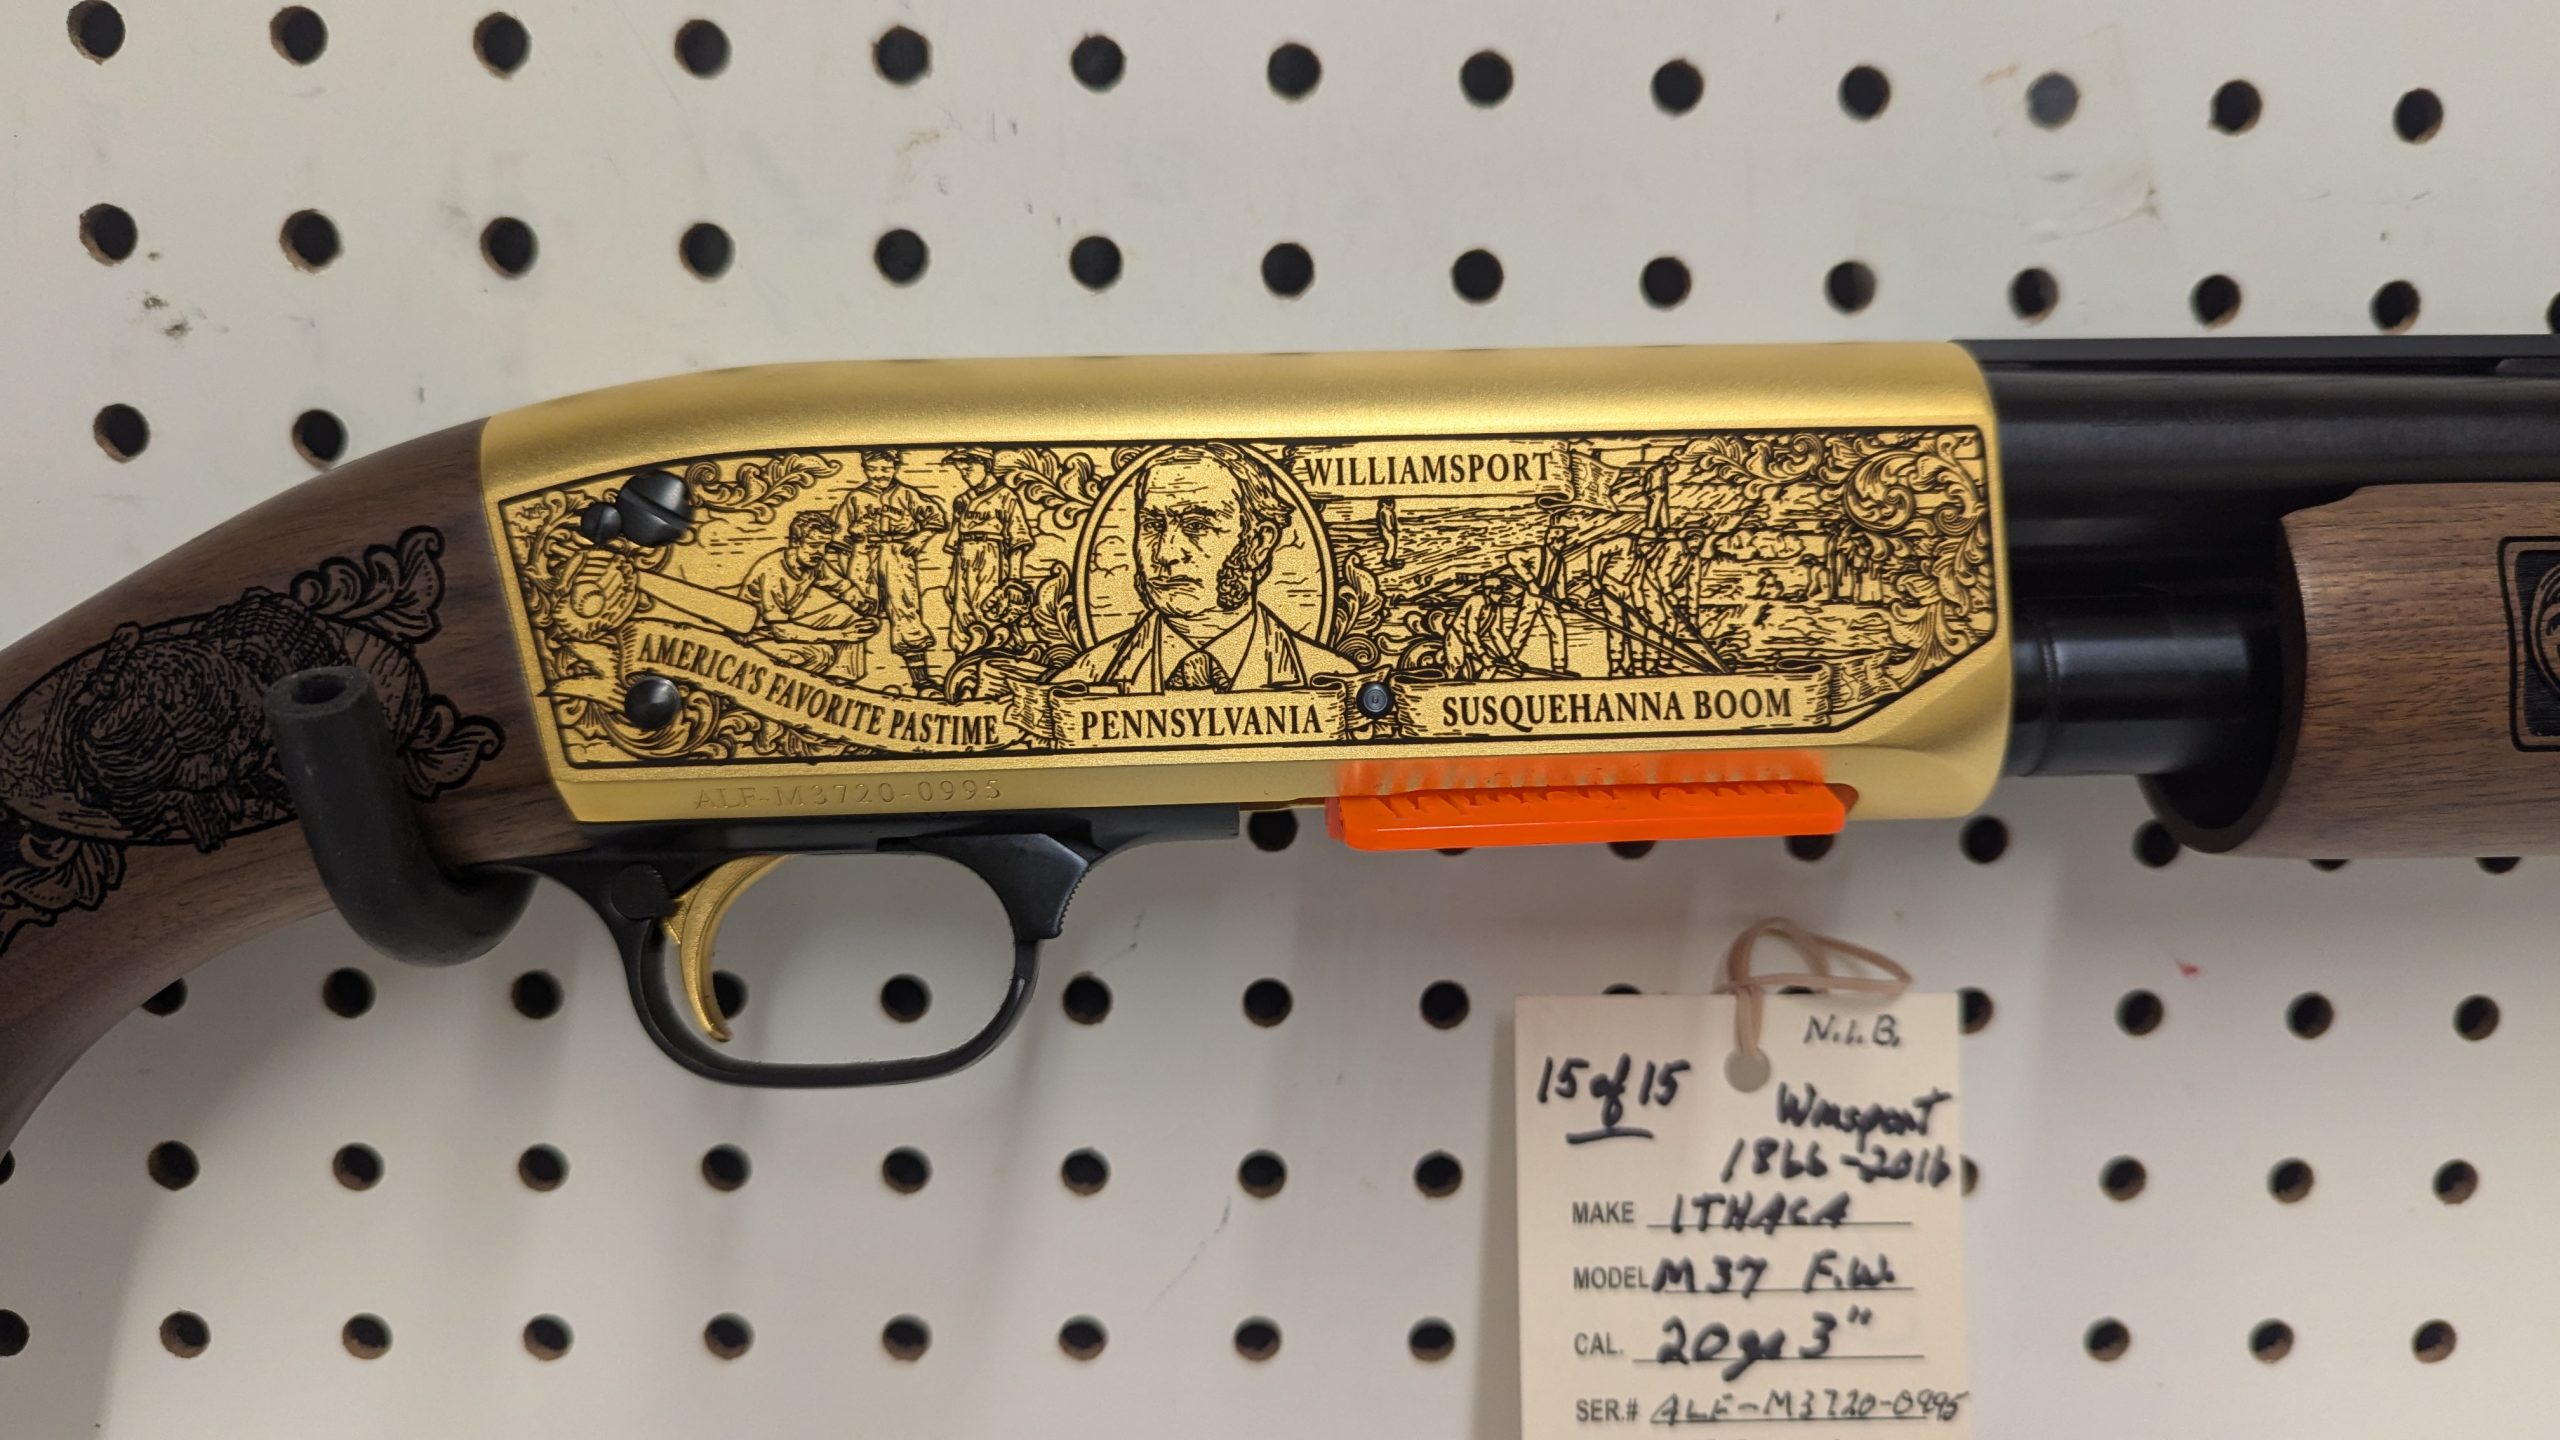 WILLIAMSPORT
AMERICA'S FAVORITE PASTIME
PENNSYLVANIA
SUSQUEHANNA BOOM
ALF-M3720-0995
N.I.B.
15 of 15
Wmsport
1866-2016
MAKE ITHACA
MODEL M37 F.W.
CAL. 20ga 3"
SER.# ALF-M3720-0995